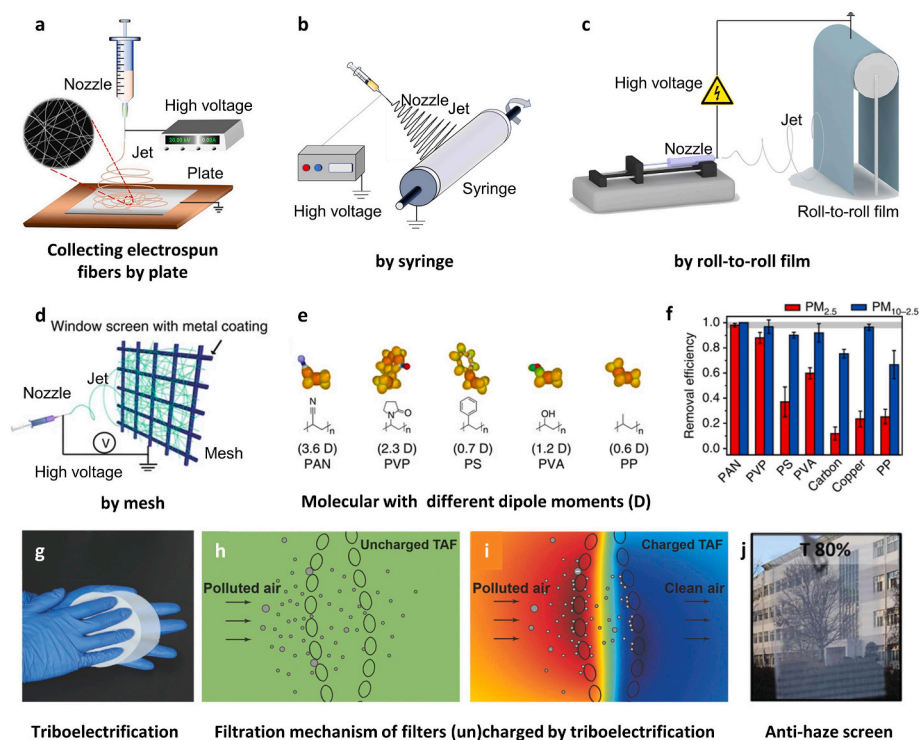 a
Nozzle
High voltage
20.00 kV 0.00A
Jet
Plate
Collecting electrospun
fibers by plate
b
Nozzle
Jet
High voltage
Syringe
by syringe
c
High voltage
Nozzle
Jet
Roll-to-roll film
by roll-to-roll film
d
Window screen with metal coating
Jet
Nozzle
V
Mesh
High voltage
by mesh
e
N
N O
OH
n n n n n
(3.6 D) (2.3 D) (0.7 D) (1.2 D) (0.6 D)
PAN PVP PS PVA PP
Molecular with different dipole moments (D)
f
PM2.5 PM10–2.5
Removal efficiency
1.0
0.8
0.6
0.4
0.2
0.0
PAN PVP PS PVA Carbon Copper PP
g
Triboelectrification
h
Uncharged TAF
Polluted air
i
Charged TAF
Polluted air
Clean air
Filtration mechanism of filters (un)charged by triboelectrification
j
T 80%
Anti-haze screen